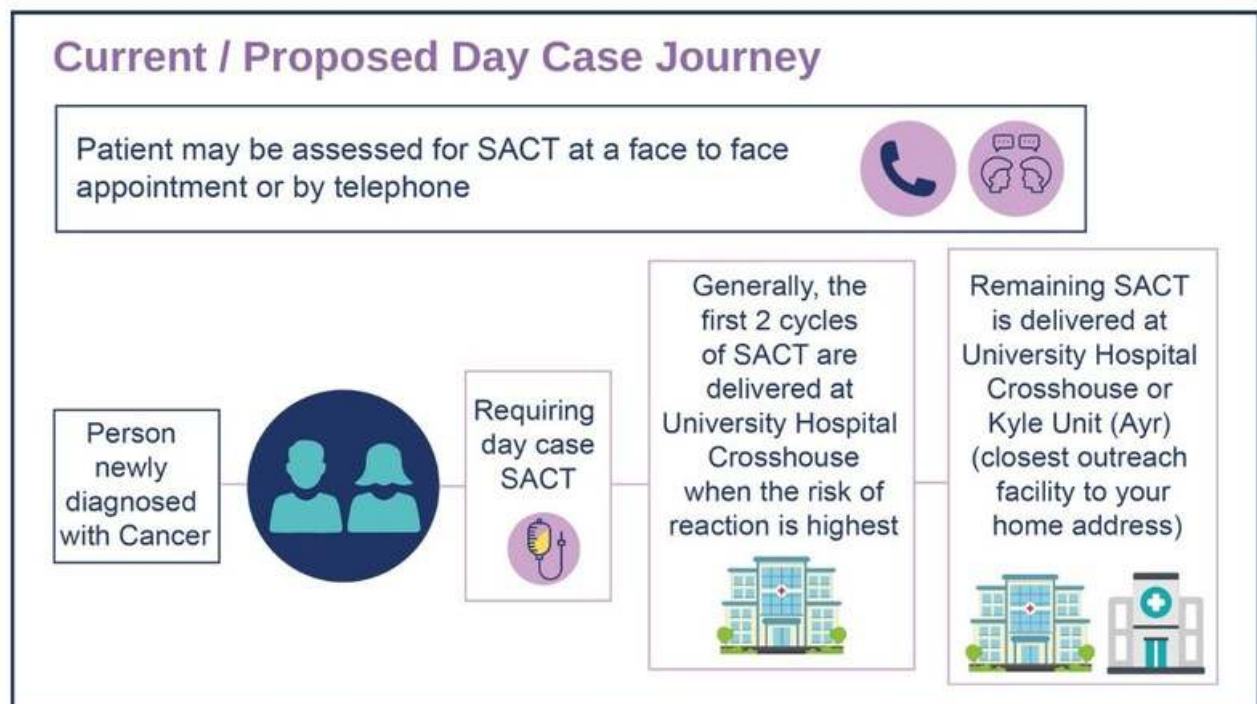 Current / Proposed Day Case Journey
Patient may be assessed for SACT at a face to face
appointment or by telephone
Person
newly
diagnosed
with Cancer
Requiring
day case
SACT
Generally, the
first 2 cycles
of SACT are
delivered at
University Hospital
Crosshouse
when the risk of
reaction is highest
Remaining SACT
is delivered at
University Hospital
Crosshouse or
Kyle Unit (Ayr)
(closest outreach
facility to your
home address)